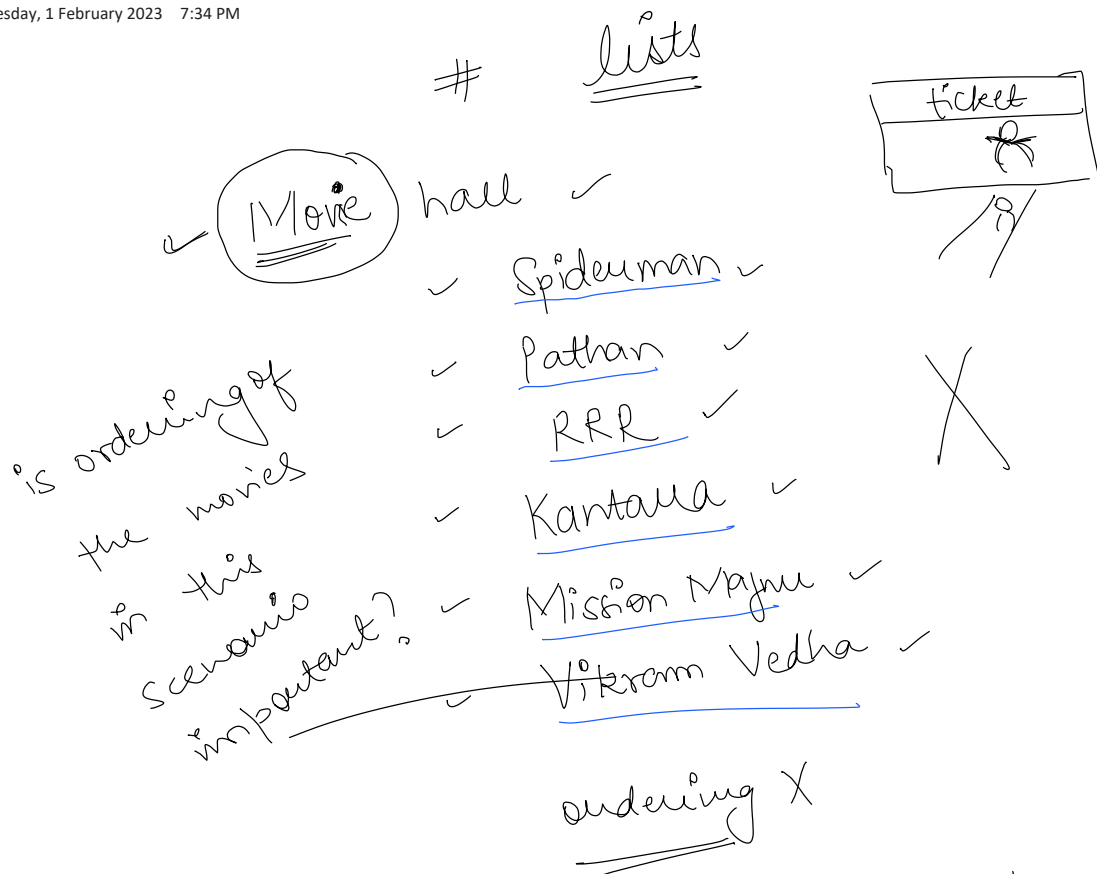 esday, 1 February 2023 7:34 PM
# lists
ticket
Movie hall
Spiderman
Pathan
RRR
Kantara
Mission Majnu
Vikram Vedha
is ordering of
the movies
in this
scenario
important?
ordering X